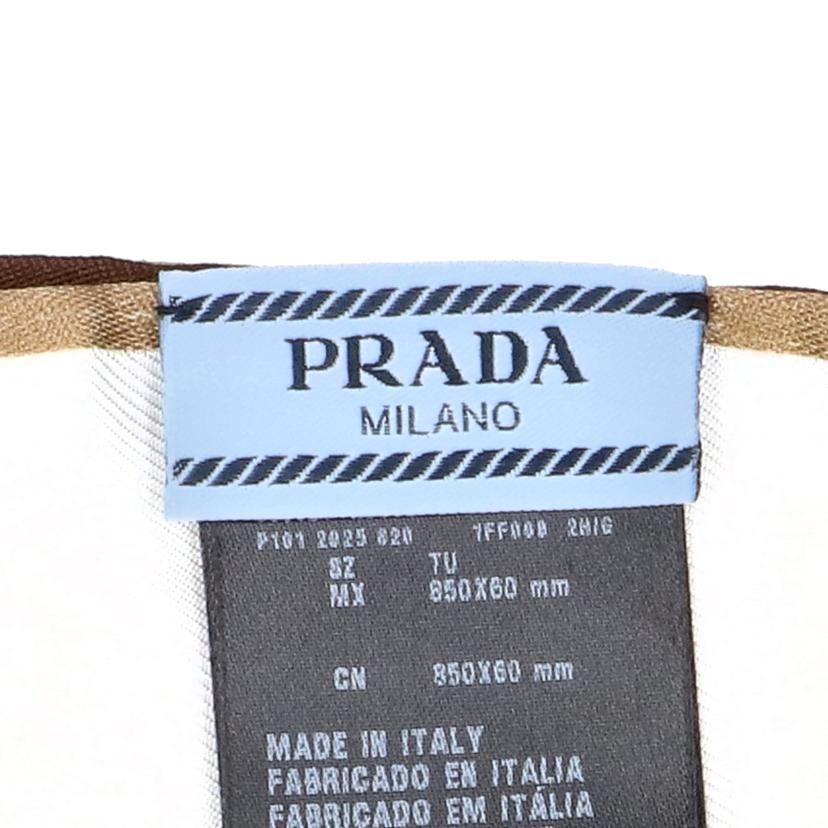 PRADA
MILANO
P101 2025 820 7FF008 2HIG
SZ TU
MX 850X60 mm
CN 850X60 mm
MADE IN ITALY
FABRICADO EN ITALIA
FABRICADO EM ITÁLIA